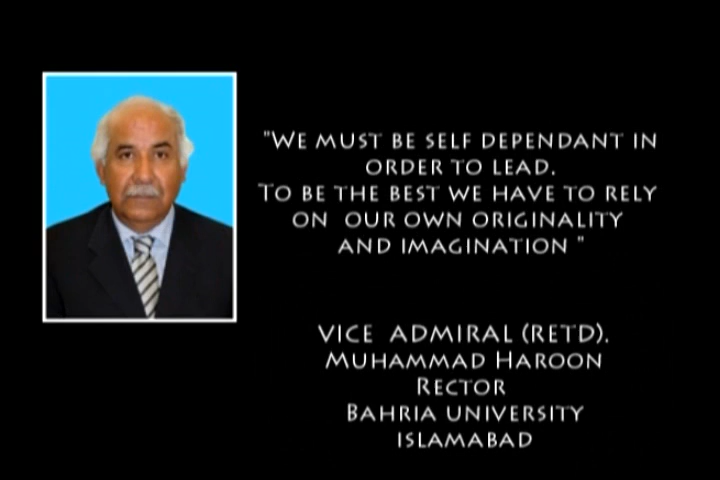 "WE MUST BE SELF DEPENDANT IN
ORDER TO LEAD.
TO BE THE BEST WE HAVE TO RELY
ON OUR OWN ORIGINALITY
AND IMAGINATION "
VICE ADMIRAL (RETD).
MUHAMMAD HAROON
RECTOR
BAHRIA UNIVERSITY
ISLAMABAD